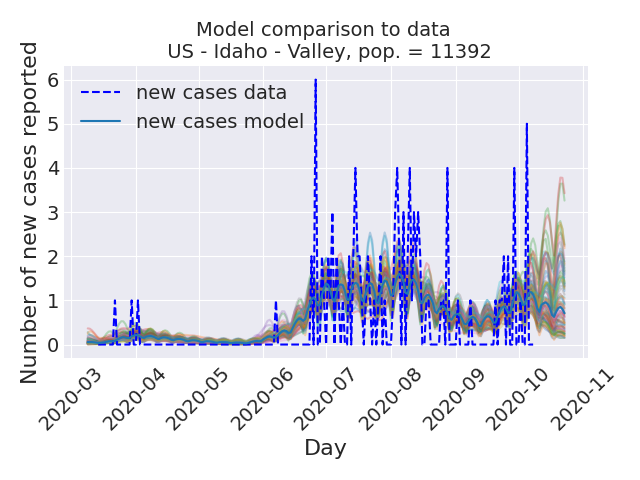 Model comparison to data
US - Idaho - Valley, pop. = 11392
Number of new cases reported
6
5
4
3
2
1
0
new cases data
new cases model
2020-03
2020-04
2020-05
2020-06
2020-07
2020-08
2020-09
2020-10
2020-11
Day